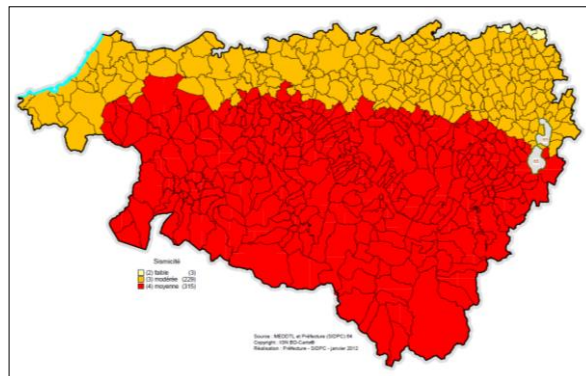 Sismicité
(2) faible (3)
(3) modérée (229)
(4) moyenne (315)
Source : MEDDTL et Préfecture (SIDPC) 64
Copyright : IGN BD-Carto®
Réalisation : Préfecture - SIDPC - janvier 2012